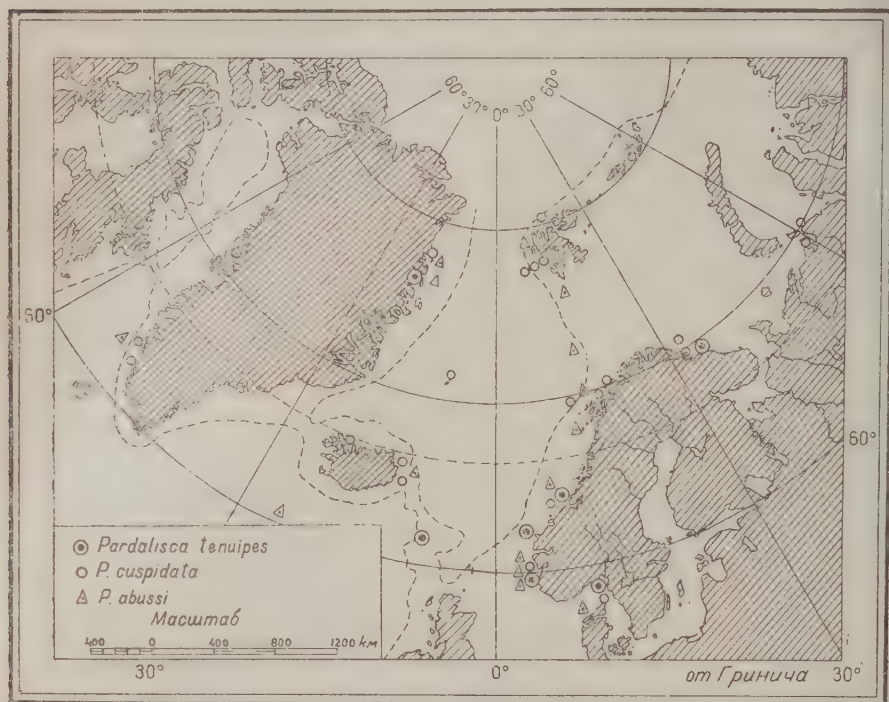 60° 30° 0° 30° 60°
60°
60°
Pardalisca tenuipes
P. cuspidata
P. abussi
Масштаб
400 0 400 800 1200 км
30° 0° 30°
от Гринича